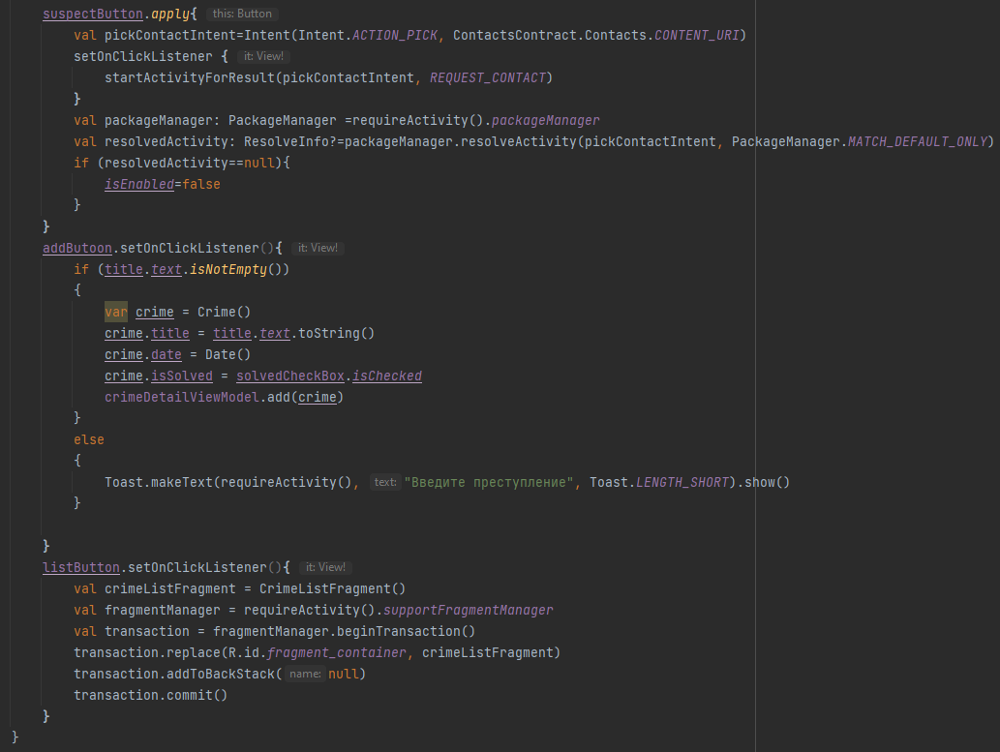 suspectButton.apply{ this: Button
val pickContactIntent=Intent(Intent.ACTION_PICK, ContactsContract.Contacts.CONTENT_URI)
setOnClickListener { it: View!
startActivityForResult(pickContactIntent, REQUEST_CONTACT)
}
val packageManager: PackageManager =requireActivity().packageManager
val resolvedActivity: ResolveInfo?=packageManager.resolveActivity(pickContactIntent, PackageManager.MATCH_DEFAULT_ONLY)
if (resolvedActivity==null){
isEnabled=false
}
}
addButoon.setOnClickListener(){ it: View!
if (title.text.isNotEmpty())
{
var crime = Crime()
crime.title = title.text.toString()
crime.date = Date()
crime.isSolved = solvedCheckBox.isChecked
crimeDetailViewModel.add(crime)
}
else
{
Toast.makeText(requireActivity(), text: "Введите преступление", Toast.LENGTH_SHORT).show()
}
}
listButton.setOnClickListener(){ it: View!
val crimeListFragment = CrimeListFragment()
val fragmentManager = requireActivity().supportFragmentManager
val transaction = fragmentManager.beginTransaction()
transaction.replace(R.id.fragment_container, crimeListFragment)
transaction.addToBackStack( name: null)
transaction.commit()
}
}